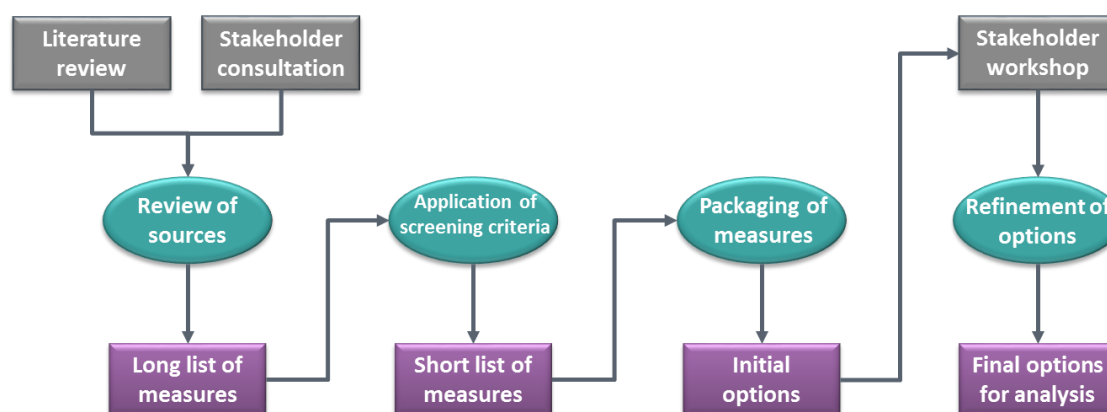 Literature
review
Stakeholder
consultation
Stakeholder
workshop
Review of
sources
Application of
screening criteria
Packaging of
measures
Refinement of
options
Long list of
measures
Short list of
measures
Initial
options
Final options
for analysis